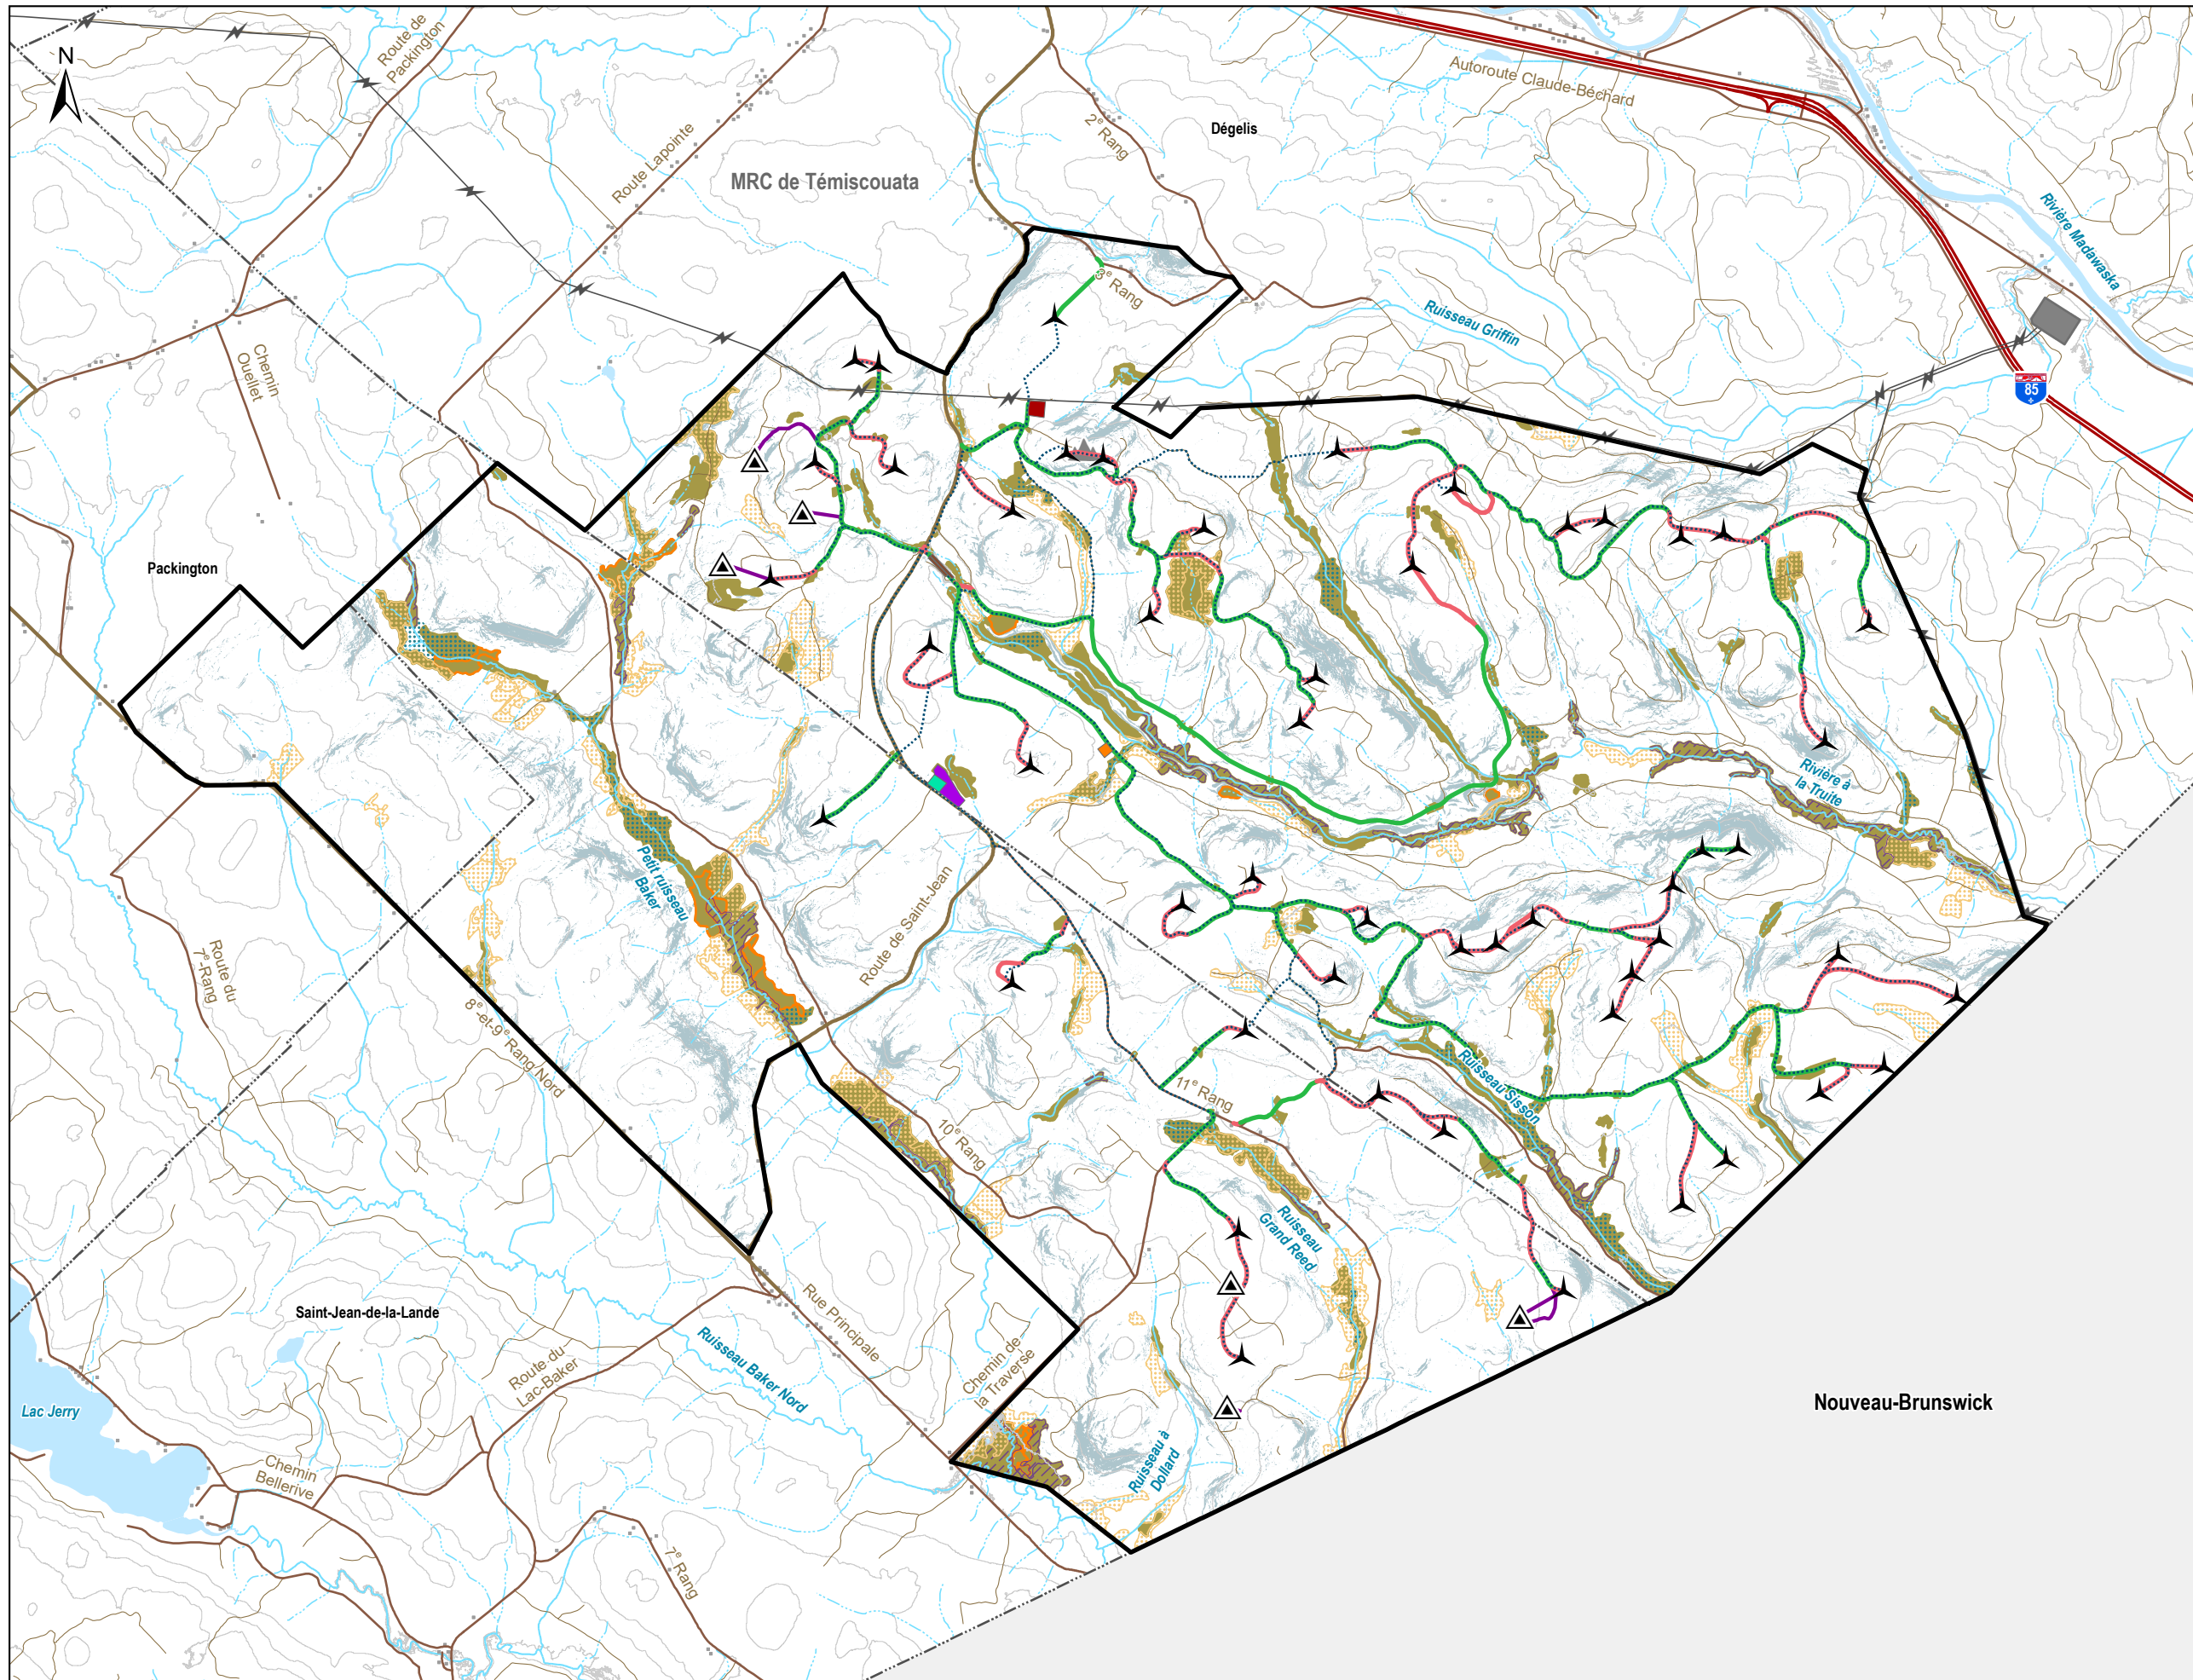 N
Route de
Packington
Autoroute Claude-Béchard
2e Rang
Dégelis
Route Lapointe
MRC de Témiscouata
Rivière Madawaska
3e Rang
Ruisseau Griffin
Chemin
Ouellet
85
Packington
Rivière à
la Truite
Petit ruisseau
Baker
Route de Saint-Jean
Route du
7e-Rang
8e-et-9e Rang Nord
Ruisseau Sisson
11e Rang
10e Rang
Ruisseau
Grand Reed
Saint-Jean-de-la-Lande
Rue Principale
Route du
Lac-Baker
Ruisseau Baker Nord
Chemin de
la Traverse
Lac Jerry
Nouveau-Brunswick
Chemin
Bellerive
Ruisseau à
Dollard
7e Rang